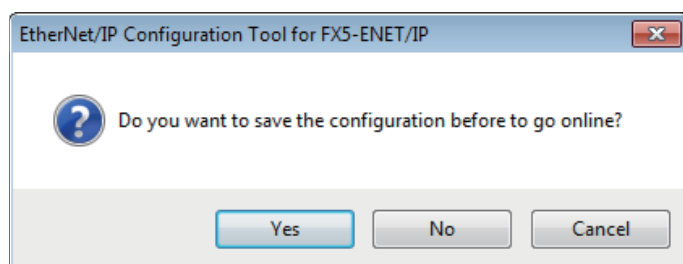 EtherNet/IP Configuration Tool for FX5-ENET/IP
Do you want to save the configuration before to go online?
Yes
No
Cancel